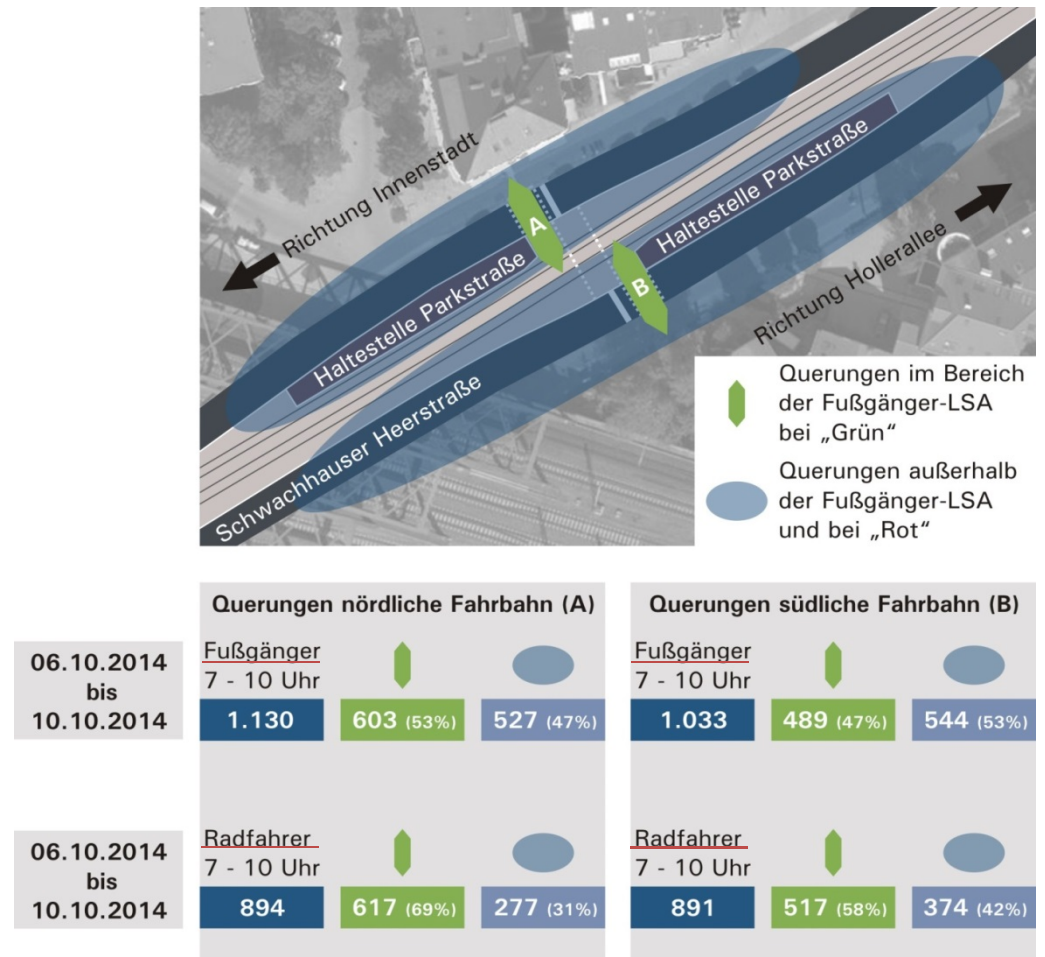 Richtung Innenstadt
A
Haltestelle Parkstraße
Haltestelle Parkstraße
B
Richtung Hollerallee
Schwachhauser Heerstraße
Querungen im Bereich
der Fußgänger-LSA
bei „Grün“
Querungen außerhalb
der Fußgänger-LSA
und bei „Rot“
Querungen nördliche Fahrbahn (A)
Querungen südliche Fahrbahn (B)
06.10.2014
bis
10.10.2014
Fußgänger
7 - 10 Uhr
1.130 603 (53%) 527 (47%)
Fußgänger
7 - 10 Uhr
1.033 489 (47%) 544 (53%)
06.10.2014
bis
10.10.2014
Radfahrer
7 - 10 Uhr
894 617 (69%) 277 (31%)
Radfahrer
7 - 10 Uhr
891 517 (58%) 374 (42%)